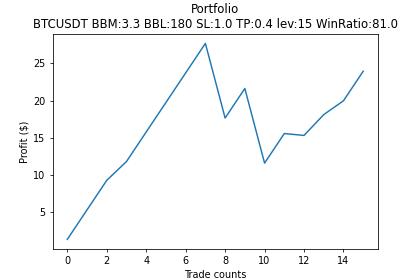 Portfolio
BTCUSDT BBM:3.3 BBL:180 SL:1.0 TP:0.4 lev:15 WinRatio:81.0
25
20
15
10
5
Profit ($)
0 2 4 6 8 10 12 14
Trade counts